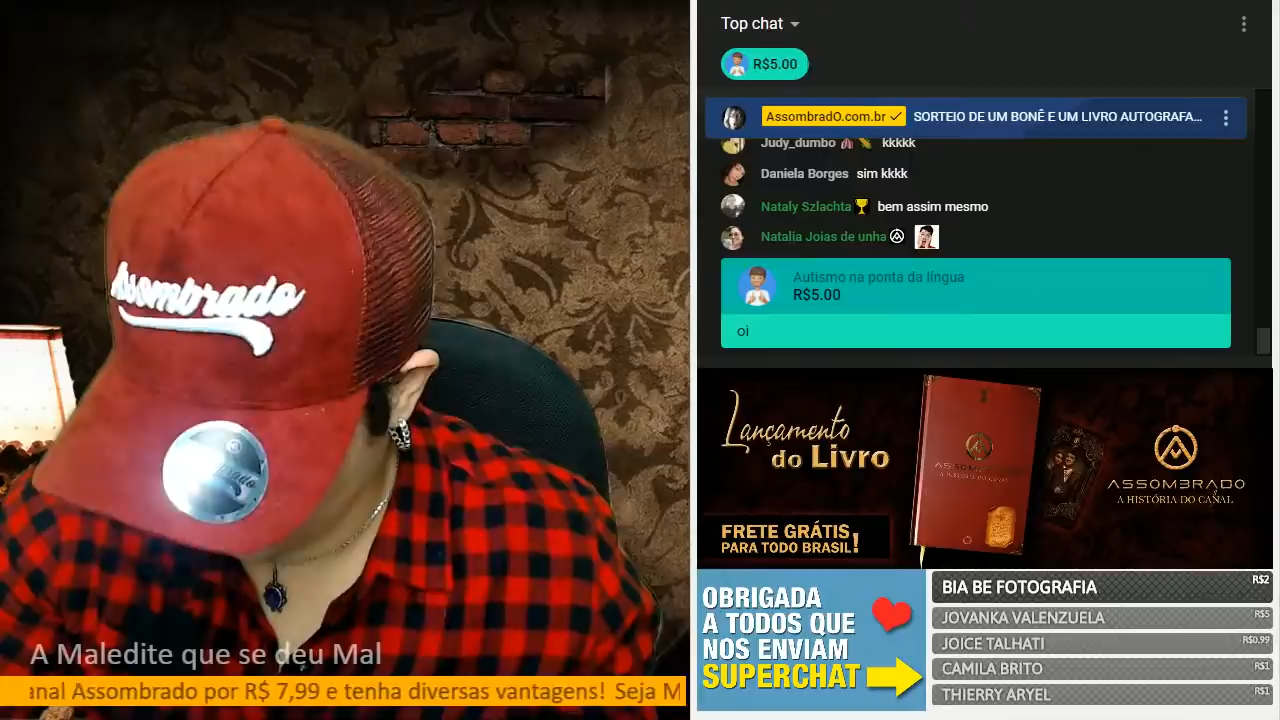 Top chat
R$5.00
AssombradO.com.br SORTEIO DE UM BONÊ E UM LIVRO AUTOGRAFA...
Judy_dumbo kkkkk
Daniela Borges sim kkkk
Nataly Szlachta bem assim mesmo
Natalia Joias de unha
Autismo na ponta da língua
R$5.00
oi
Assombrado
Lançamento
do Livro
FRETE GRÁTIS
PARA TODO BRASIL!
ASSOMBRADO
A HISTÓRIA DO CANAL
ASSOMBRADO
A HISTÓRIA DO CANAL
OBRIGADA
A TODOS QUE
NOS ENVIAM
SUPERCHAT
BIA BE FOTOGRAFIA R$2
JOVANKA VALENZUELA R$5
JOICE TALHATI R$0.99
CAMILA BRITO R$1
THIERRY ARYEL R$1
A Maledite que se deu Mal
anal Assombrado por R$ 7,99 e tenha diversas vantagens! Seja M